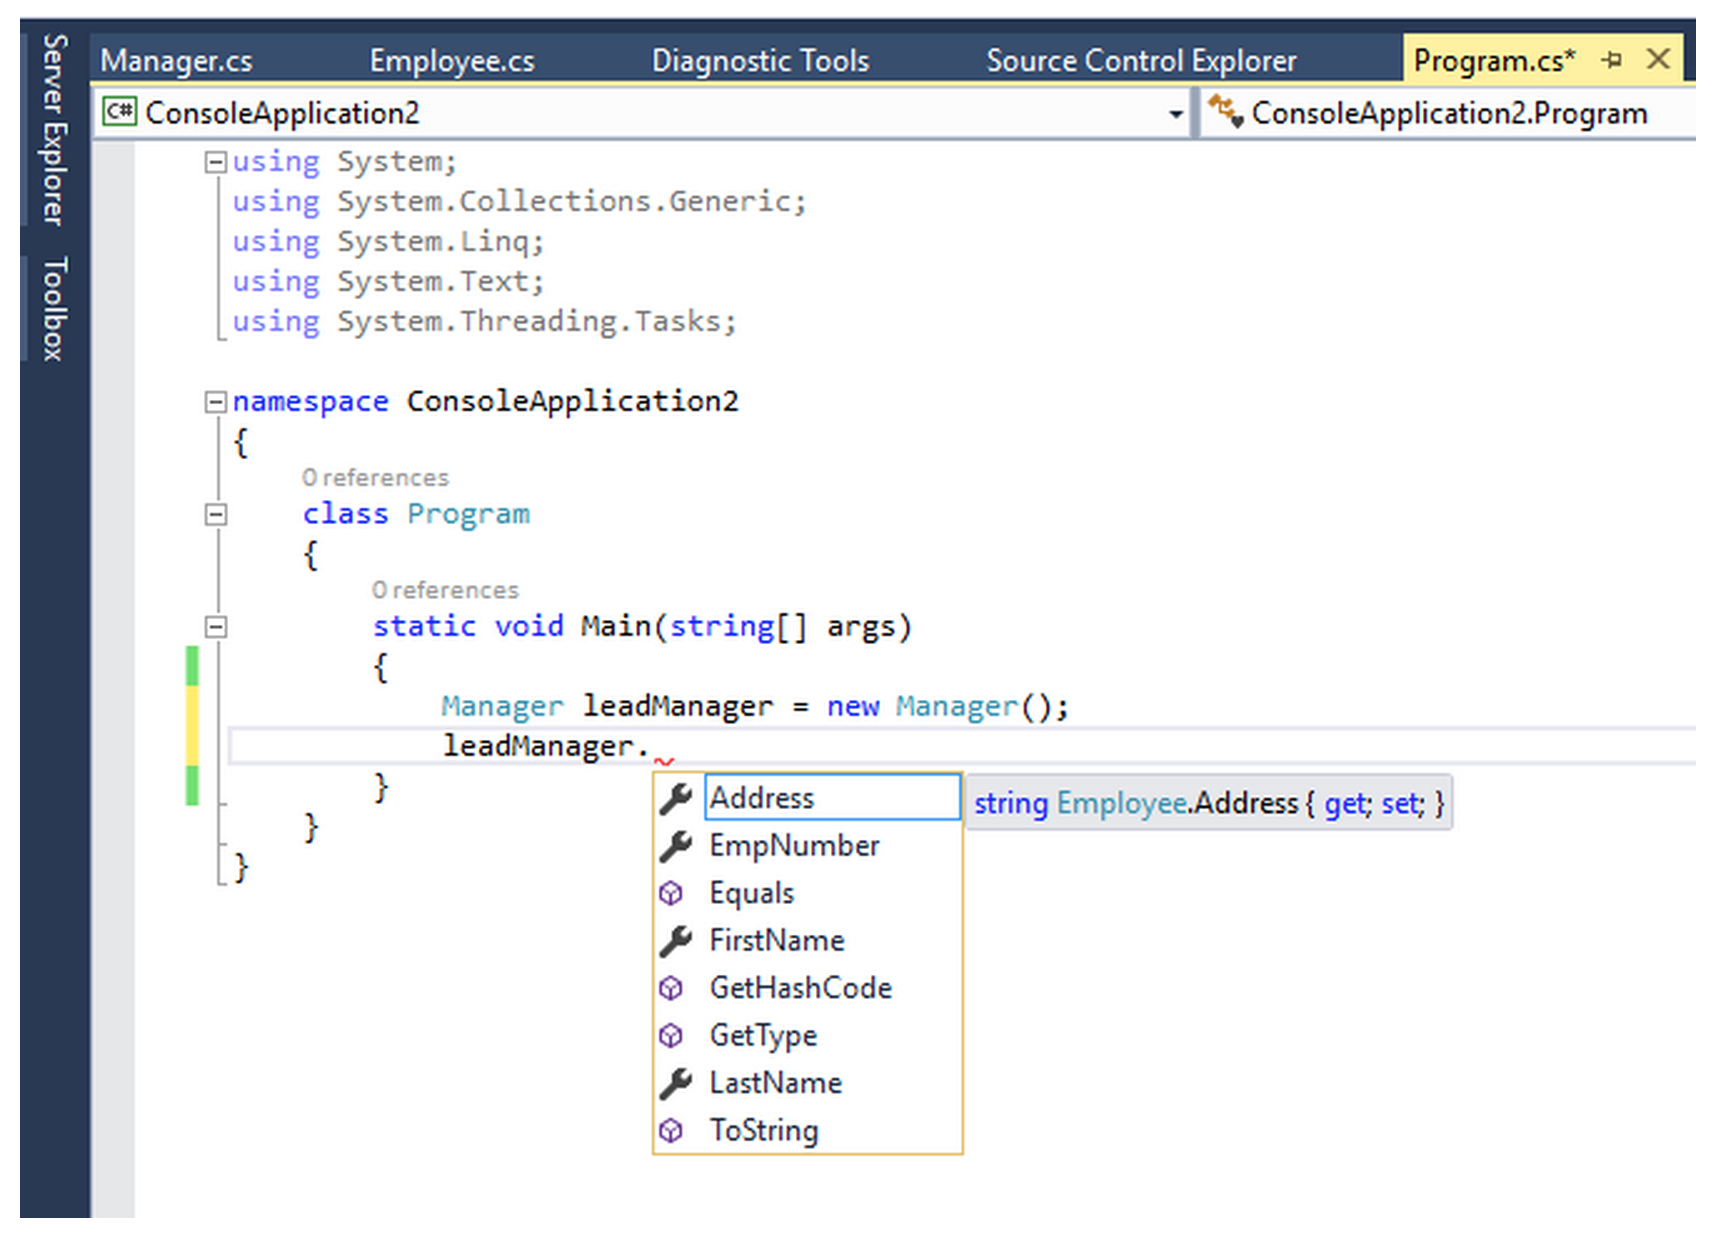 Server Explorer
Toolbox
Manager.cs Employee.cs Diagnostic Tools Source Control Explorer Program.cs*
C# ConsoleApplication2 ConsoleApplication2.Program
using System;
using System.Collections.Generic;
using System.Linq;
using System.Text;
using System.Threading.Tasks;
namespace ConsoleApplication2
{
0 references
class Program
{
0 references
static void Main(string[] args)
{
Manager leadManager = new Manager();
leadManager.
}
}
}
Address
string Employee.Address { get; set; }
EmpNumber
Equals
FirstName
GetHashCode
GetType
LastName
ToString